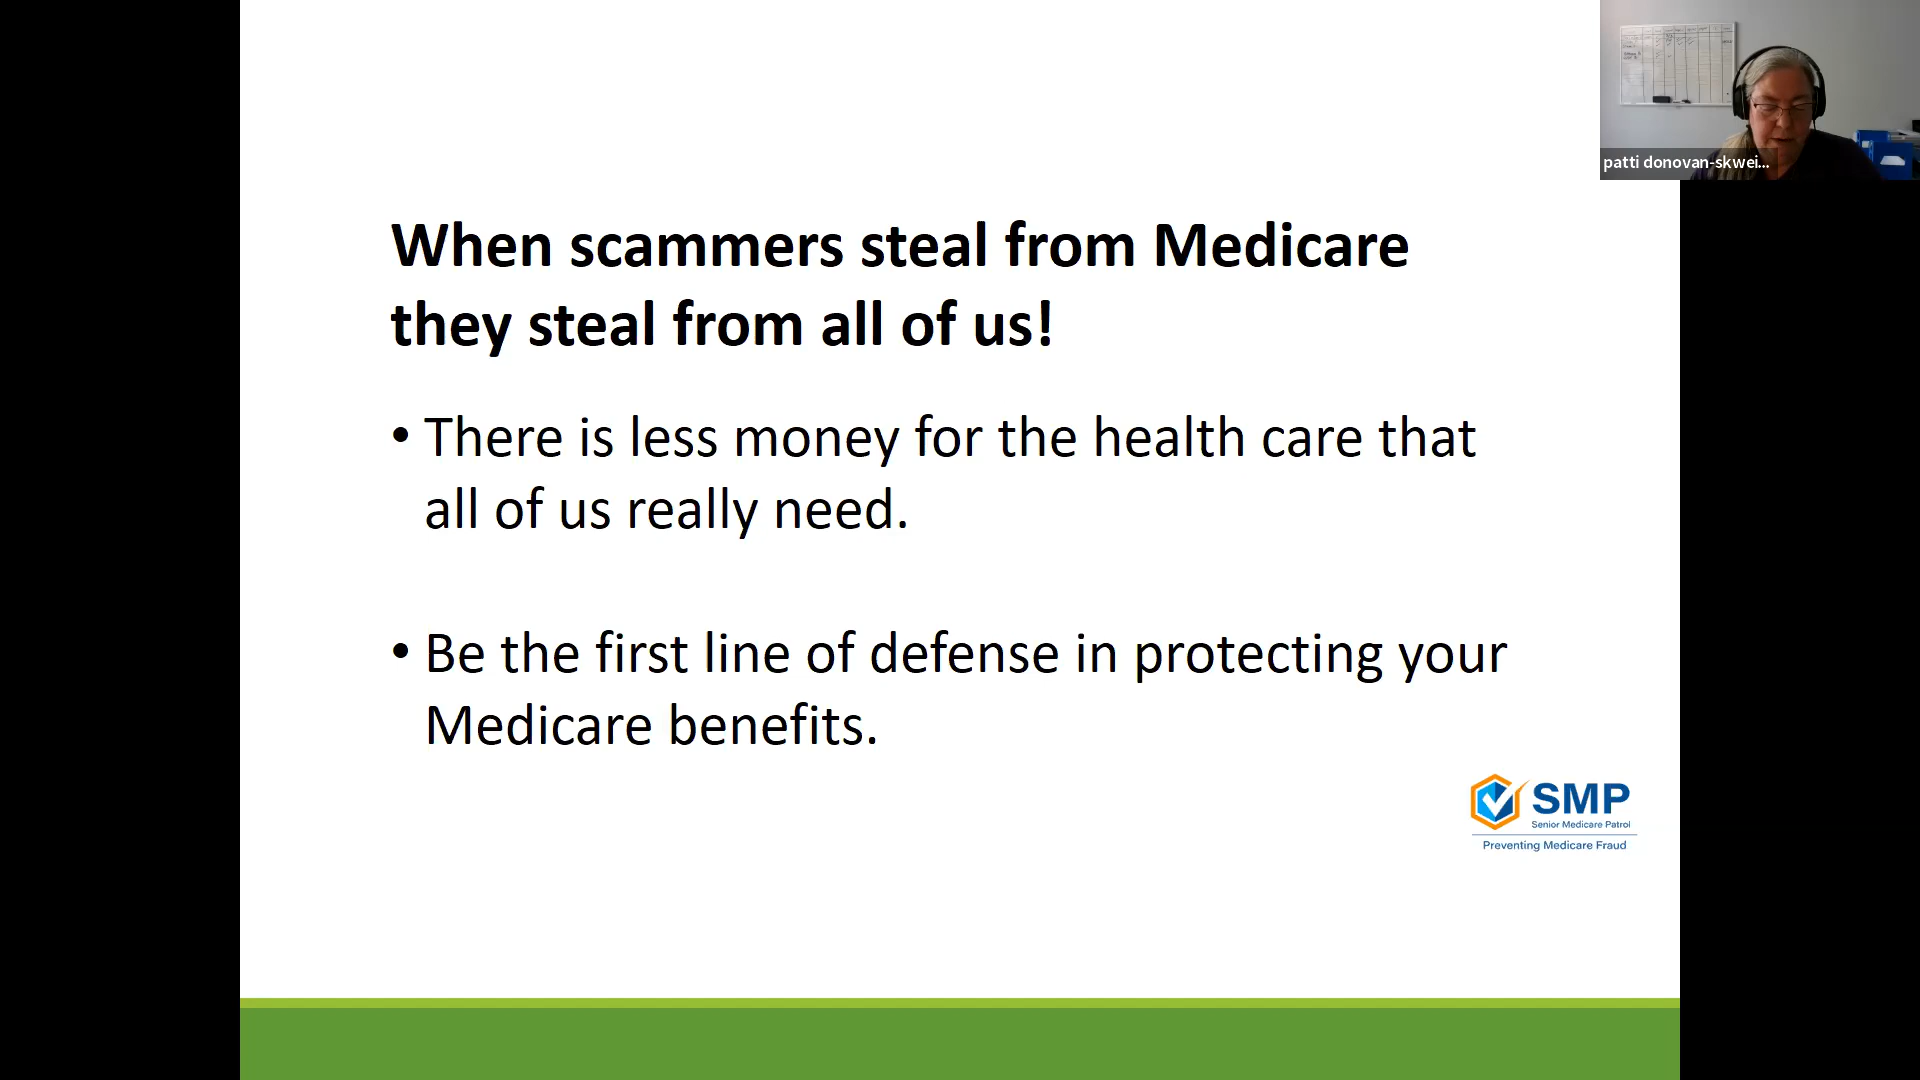 patti donovan-skwei...
When scammers steal from Medicare
they steal from all of us!
• There is less money for the health care that
all of us really need.
• Be the first line of defense in protecting your
Medicare benefits.
SMP
Senior Medicare Patrol
Preventing Medicare Fraud